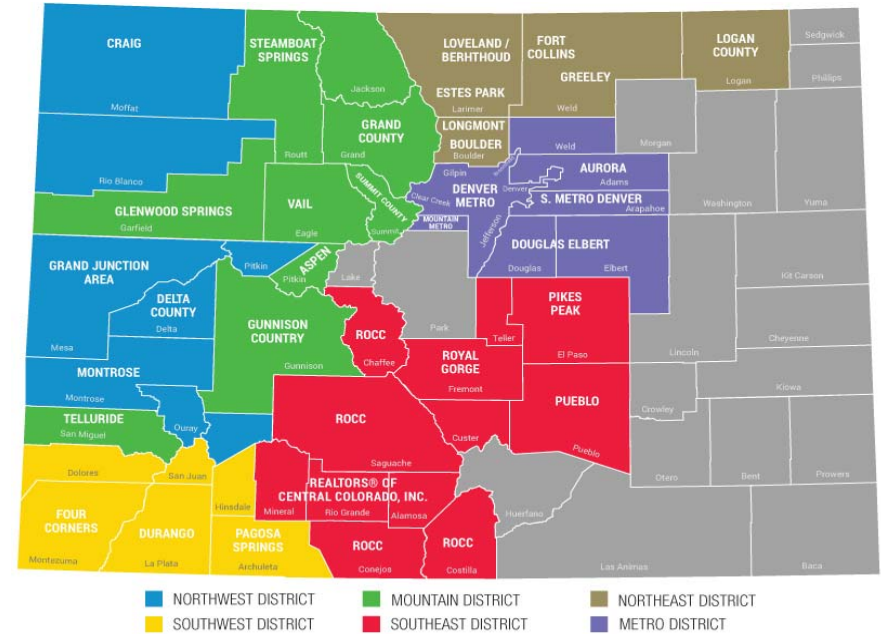 CRAIG
Moffat
STEAMBOAT
SPRINGS
Routt
Jackson
LOVELAND /
BERHTHOUD
ESTES PARK
Larimer
FORT
COLLINS
GREELEY
Weld
LOGAN
COUNTY
Logan
Sedgwick
Phillips
Rio Blanco
GRAND
COUNTY
Grand
LONGMONT
BOULDER
Boulder
Weld
Morgan
Washington
Yuma
GLENWOOD SPRINGS
Garfield
VAIL
Eagle
SUMMIT COUNTY
Summit
Gilpin
Clear Creek
DENVER
METRO
MOUNTAIN
METRO
Jefferson
Denver
AURORA
Adams
S. METRO DENVER
Arapahoe
DOUGLAS ELBERT
Douglas
Elbert
GRAND JUNCTION
AREA
Mesa
Pitkin
ASPEN
Pitkin
Lake
Park
Kit Carson
DELTA
COUNTY
Delta
GUNNISON
COUNTRY
Gunnison
ROCC
Chaffee
Teller
PIKES
PEAK
El Paso
Lincoln
Cheyenne
MONTROSE
Montrose
Ouray
ROYAL
GORGE
Fremont
Kiowa
TELLURIDE
San Miguel
ROCC
Saguache
Custer
PUEBLO
Pueblo
Crowley
Otero
Bent
Prowers
Dolores
San Juan
Hinsdale
REALTORS® OF
CENTRAL COLORADO, INC.
Mineral
Rio Grande
Alamosa
Huerfano
FOUR
CORNERS
Montezuma
DURANGO
La Plata
PAGOSA
SPRINGS
Archuleta
ROCC
Conejos
ROCC
Costilla
Las Animas
Baca
NORTHWEST DISTRICT
MOUNTAIN DISTRICT
NORTHEAST DISTRICT
SOUTHWEST DISTRICT
SOUTHEAST DISTRICT
METRO DISTRICT